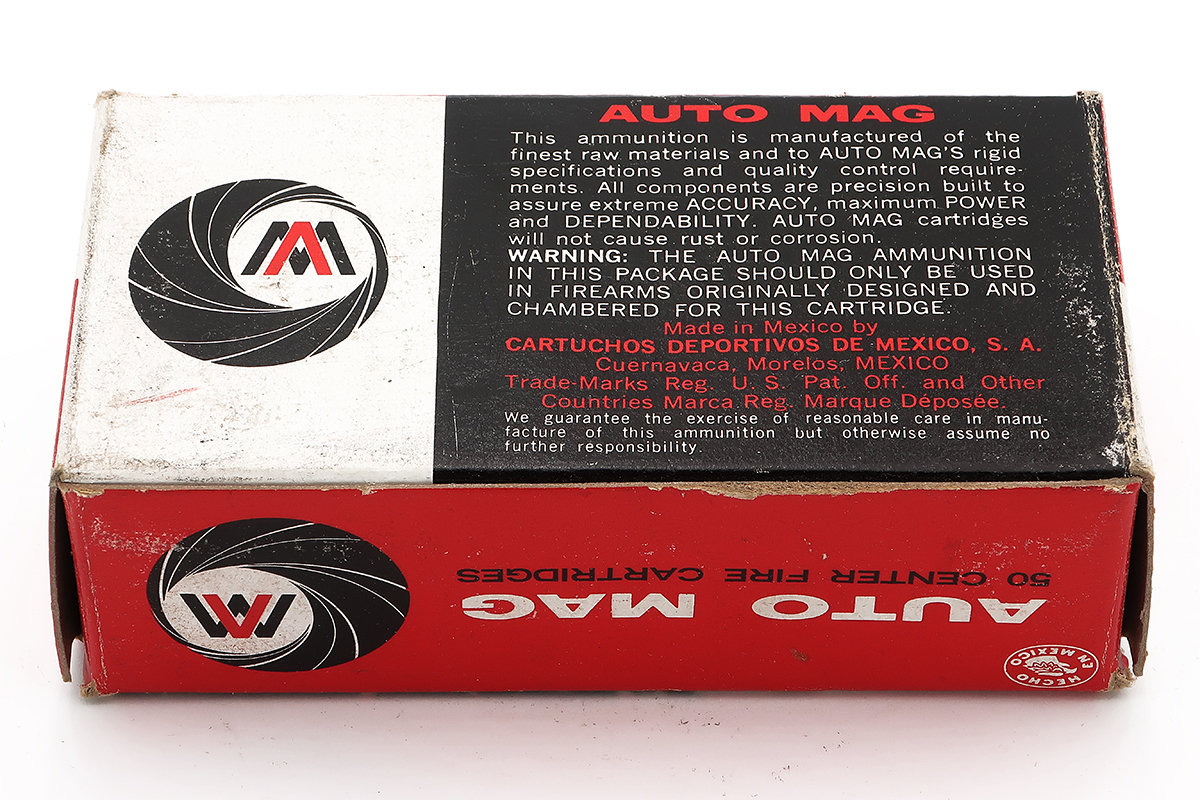 AUTO MAG
This ammunition is manufactured of the
finest raw materials and to AUTO MAG'S rigid
specifications and quality control require-
ments. All components are precision built to
assure extreme ACCURACY, maximum POWER
and DEPENDABILITY. AUTO MAG cartridges
will not cause rust or corrosion.
WARNING: THE AUTO MAG AMMUNITION
IN THIS PACKAGE SHOULD ONLY BE USED
IN FIREARMS ORIGINALLY DESIGNED AND
CHAMBERED FOR THIS CARTRIDGE.
Made in Mexico by
CARTUCHOS DEPORTIVOS DE MEXICO, S. A.
Cuernavaca, Morelos, MEXICO
Trade-Marks Reg. U. S. Pat. Off. and Other
Countries Marca Reg. Marque Déposée.
We guarantee the exercise of reasonable care in manu-
facture of this ammunition but otherwise assume no
further responsibility.
AUTO MAG
50 CENTER FIRE CARTRIDGES
HECHO EN MEXICO